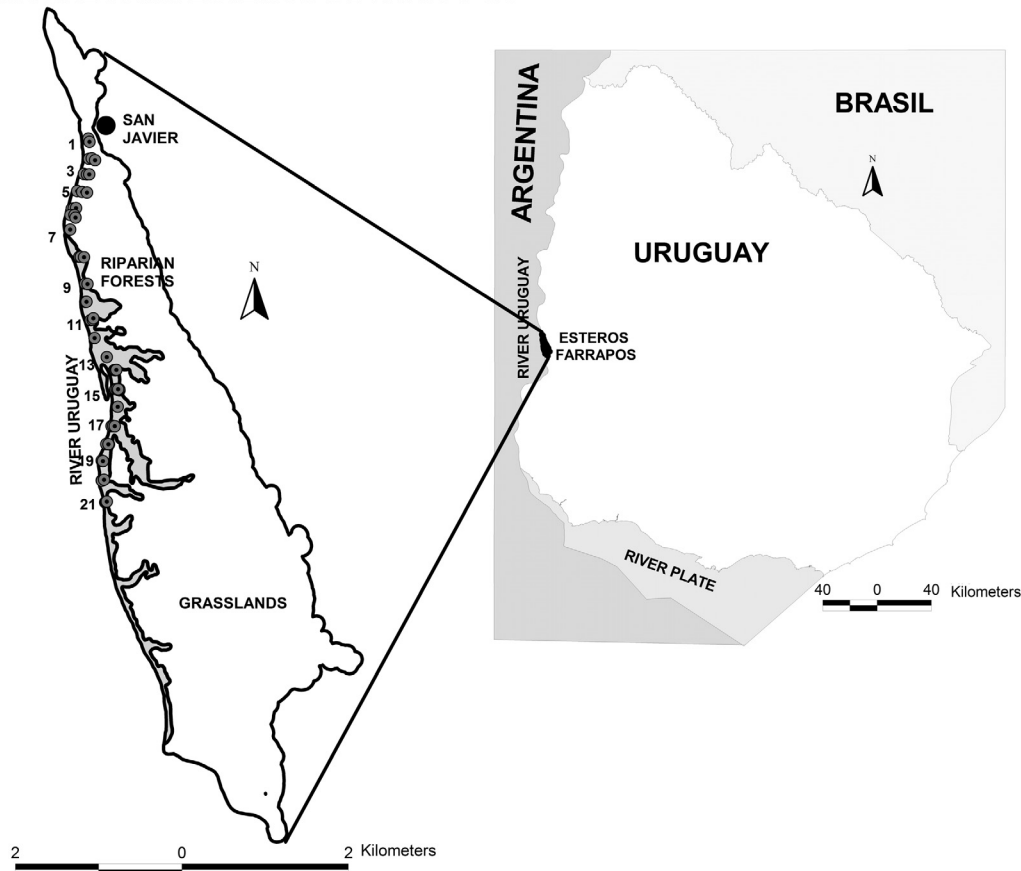 SAN
JAVIER
1
3
5
7
RIPARIAN
FORESTS
9
11
13
15
17
19
21
RIVER URUGUAY
N
GRASSLANDS
2 0 2 Kilometers
ARGENTINA
BRASIL
N
URUGUAY
RIVER URUGUAY
ESTEROS
FARRAPOS
RIVER PLATE
40 0 40 Kilometers